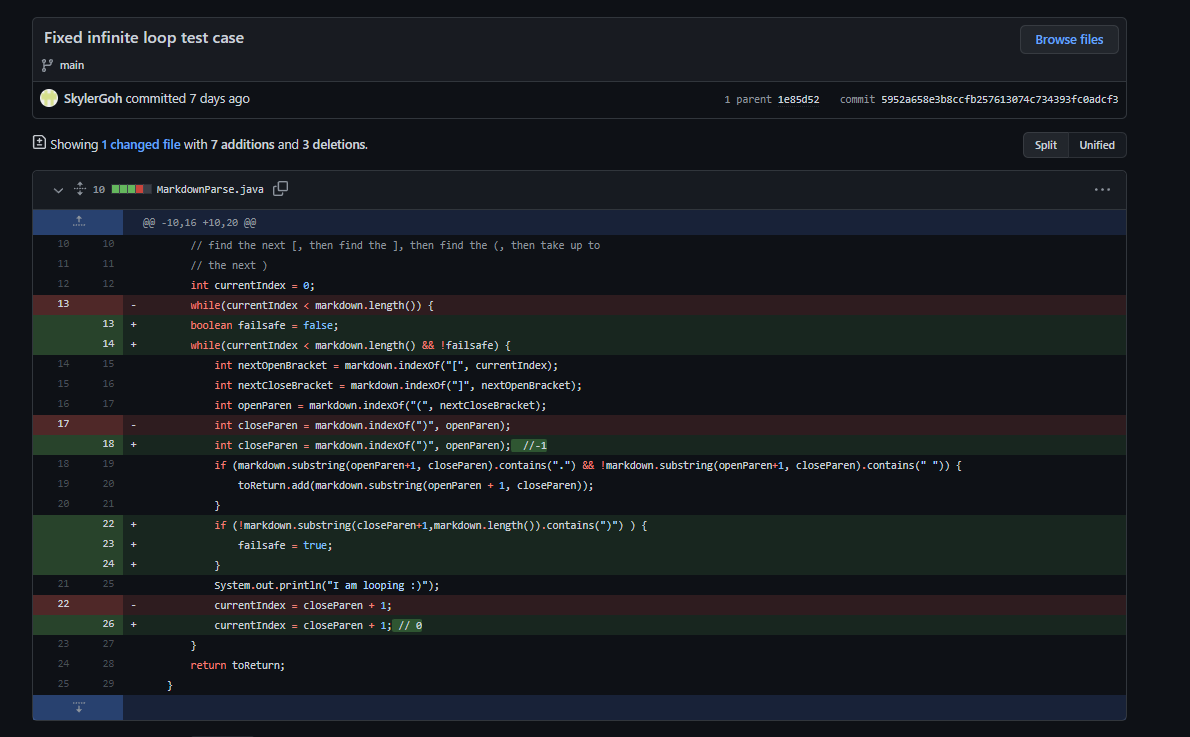 Fixed infinite loop test case
Browse files
main
SkylerGoh committed 7 days ago
1 parent 1e85d52 commit 5952a658e3b8ccfb257613074c734393fc0adcf3
Showing 1 changed file with 7 additions and 3 deletions.
Split Unified
10 MarkdownParse.java
@@ -10,16 +10,20 @@
10 10 // find the next [, then find the ], then find the (, then take up to
11 11 // the next )
12 12 int currentIndex = 0;
13 - while(currentIndex < markdown.length()) {
13 + boolean failsafe = false;
14 + while(currentIndex < markdown.length() && !failsafe) {
14 15 int nextOpenBracket = markdown.indexOf("[", currentIndex);
15 16 int nextCloseBracket = markdown.indexOf("]", nextOpenBracket);
16 17 int openParen = markdown.indexOf("(", nextCloseBracket);
17 - int closeParen = markdown.indexOf(")", openParen);
18 + int closeParen = markdown.indexOf(")", openParen); //-1
18 19 if (markdown.substring(openParen+1, closeParen).contains(".") && !markdown.substring(openParen+1, closeParen).contains(" ")) {
19 20 toReturn.add(markdown.substring(openParen + 1, closeParen));
20 21 }
22 + if (!markdown.substring(closeParen+1,markdown.length()).contains(")") ) {
23 + failsafe = true;
24 + }
21 25 System.out.println("I am looping :)");
22 - currentIndex = closeParen + 1;
26 + currentIndex = closeParen + 1; // 0
23 27 }
24 28 return toReturn;
25 29 }